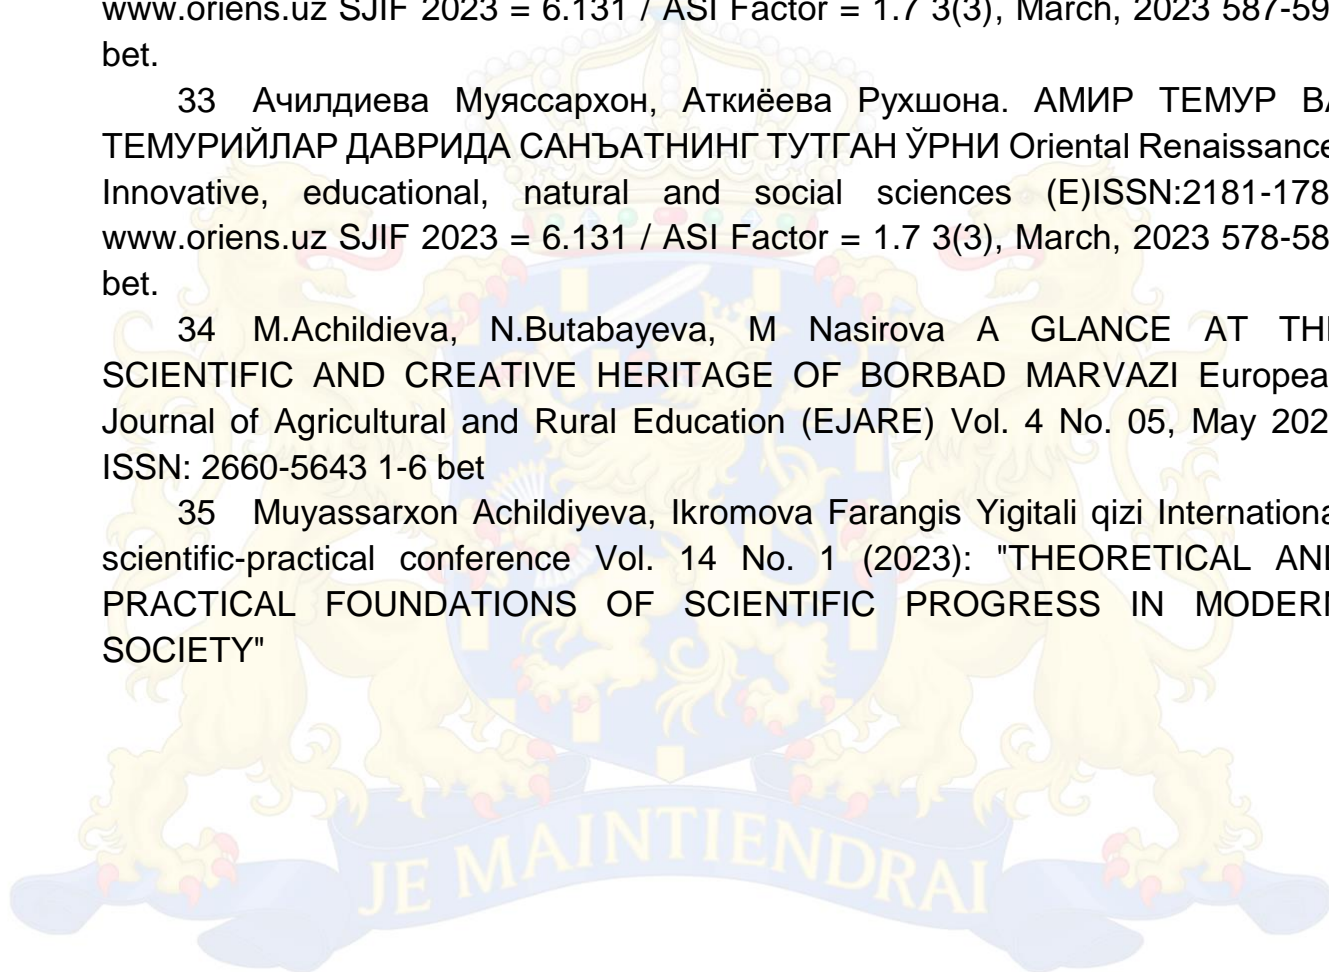 www.oriens.uz SJIF 2023 = 6.131 / ASI Factor = 1.7 3(3), March, 2023 587-59
bet.
33 Ачилдиева Муяссархон, Аткиёева Рухшона. АМИР ТЕМУР ВА
ТЕМУРИЙЛАР ДАВРИДА САНЪАТНИНГ ТУТГАН ЎРНИ Oriental Renaissance
Innovative, educational, natural and social sciences (E)ISSN:2181-178
www.oriens.uz SJIF 2023 = 6.131 / ASI Factor = 1.7 3(3), March, 2023 578-58
bet.
34 M.Achildieva, N.Butabayeva, M Nasirova A GLANCE AT THE
SCIENTIFIC AND CREATIVE HERITAGE OF BORBAD MARVAZI Europea
Journal of Agricultural and Rural Education (EJARE) Vol. 4 No. 05, May 202
ISSN: 2660-5643 1-6 bet
35 Muyassarxon Achildiyeva, Ikromova Farangis Yigitali qizi Internationa
scientific-practical conference Vol. 14 No. 1 (2023): "THEORETICAL AND
PRACTICAL FOUNDATIONS OF SCIENTIFIC PROGRESS IN MODERN
SOCIETY"
JE MAINTIENDRAI